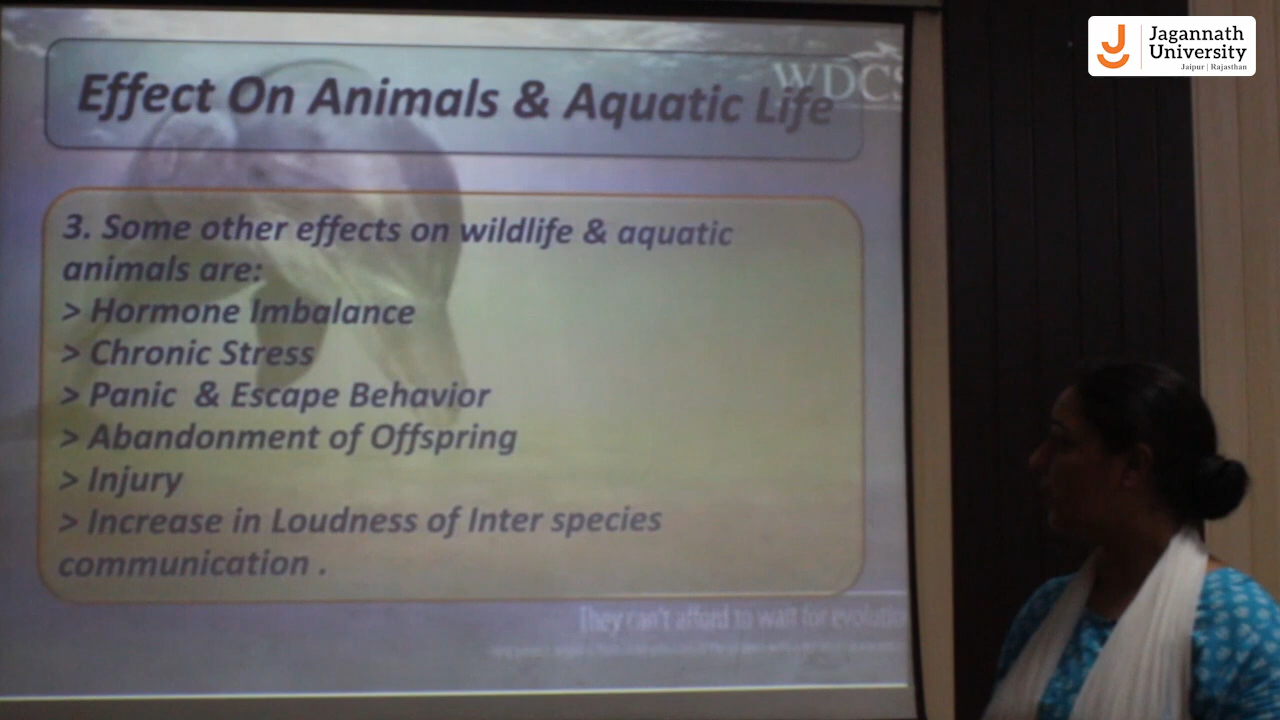 Jagannath
University
Jaipur | Rajasthan
WDCS
Effect On Animals & Aquatic Life
3. Some other effects on wildlife & aquatic
animals are:
> Hormone Imbalance
> Chronic Stress
> Panic & Escape Behavior
> Abandonment of Offspring
> Injury
> Increase in Loudness of Inter species
communication .
They can't afford to wait for evolutio